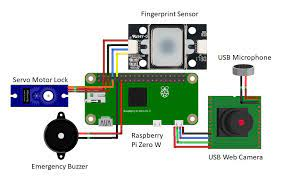 Fingerprint Sensor
USB Microphone
Servo Motor Lock
Raspberry
Pi Zero W
Emergency Buzzer
USB Web Camera